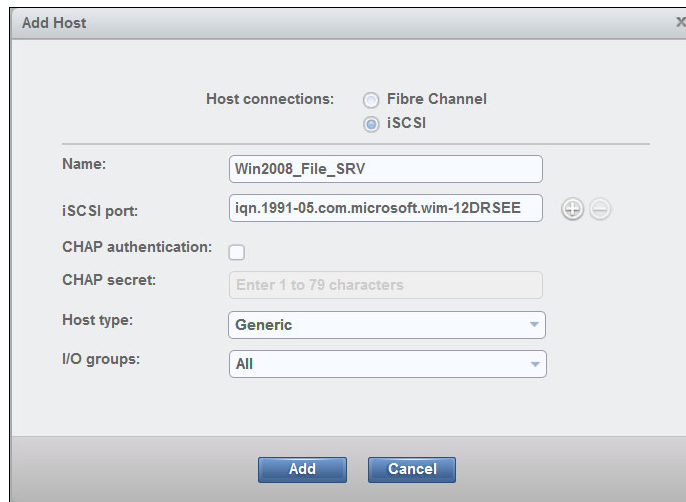 Add Host
x
Host connections: Fibre Channel
iSCSI
Name: Win2008_File_SRV
iSCSI port: iqn.1991-05.com.microsoft.wim-12DRSEE
CHAP authentication:
CHAP secret: Enter 1 to 79 characters
Host type: Generic
I/O groups: All
Add Cancel